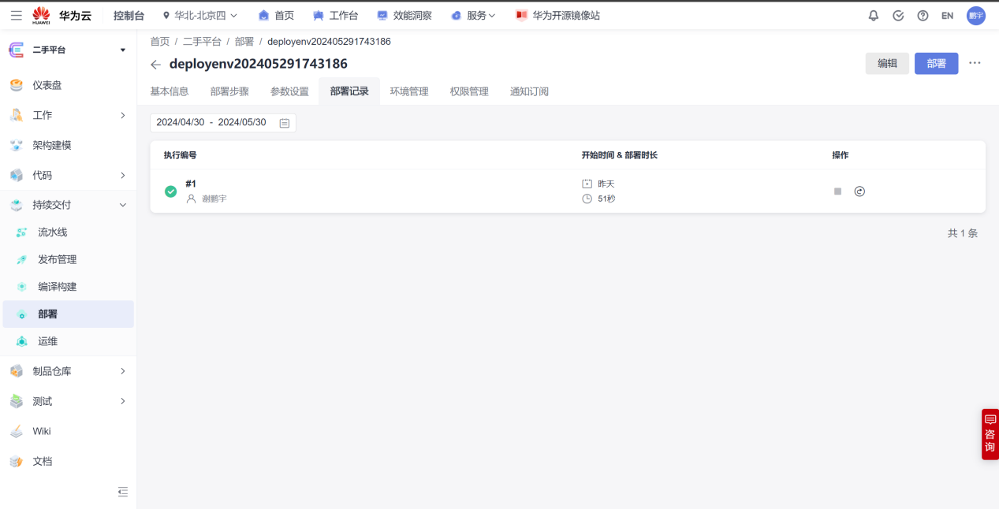 HUAWEI 华为云 控制台 华北-北京四 首页 工作台 效能洞察 服务 华为开源镜像站 EN 鹏宇
二手平台
仪表盘
工作
架构建模
代码
持续交付
流水线
发布管理
编译构建
部署
运维
制品仓库
测试
Wiki
文档
首页 / 二手平台 / 部署 / deployenv202405291743186
deployenv202405291743186
编辑 部署
基本信息 部署步骤 参数设置 部署记录 环境管理 权限管理 通知订阅
2024/04/30 - 2024/05/30
执行编号 开始时间 & 部署时长 操作
#1 昨天
谢鹏宇 51秒
共 1 条
咨询